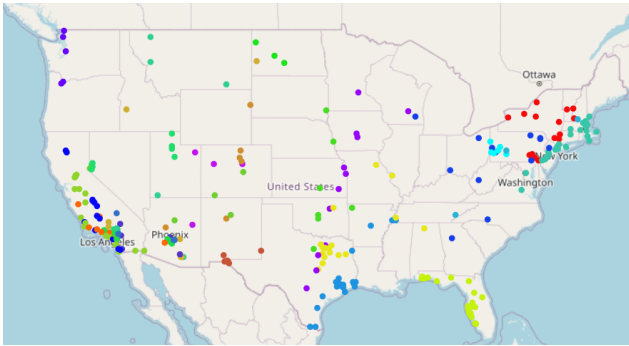 Ottawa
New York
United States
Washington
Phoenix
Los Angeles